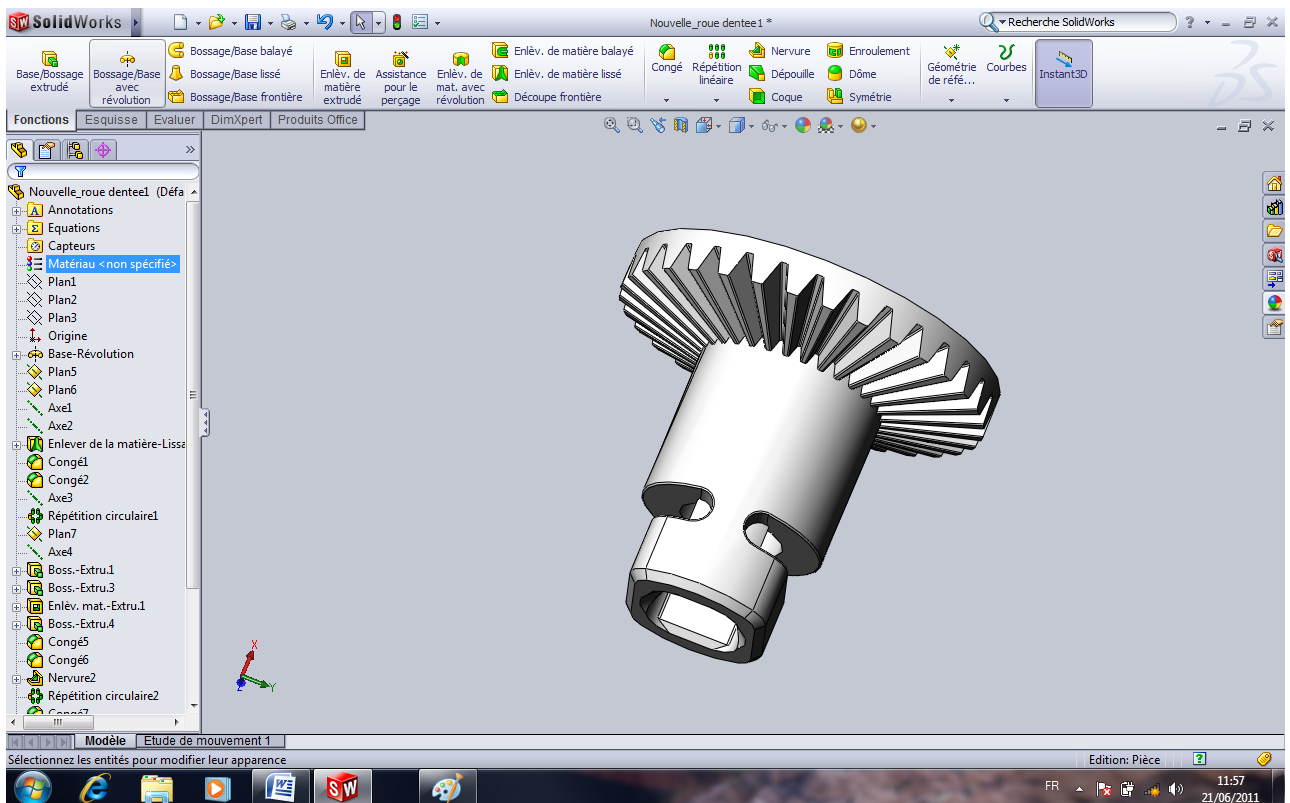 SolidWorks
Nouvelle_roue dentee1 *
Recherche SolidWorks
?
Base/Bossage
extrudé
Bossage/Base
avec
révolution
Bossage/Base balayé
Bossage/Base lissé
Bossage/Base frontière
Enlèv. de
matière
extrudé
Assistance
pour le
perçage
Enlèv. de
mat. avec
révolution
Enlèv. de matière balayé
Enlèv. de matière lissé
Découpe frontière
Congé
Répétition
linéaire
Nervure
Dépouille
Coque
Enroulement
Dôme
Symétrie
Géométrie
de réfé...
Courbes
Instant3D
Fonctions
Esquisse
Evaluer
DimXpert
Produits Office
Nouvelle_roue dentee1 (Défa
Annotations
Equations
Capteurs
Matériau <non spécifié>
Plan1
Plan2
Plan3
Origine
Base-Révolution
Plan5
Plan6
Axe1
Axe2
Enlever de la matière-Lissa
Congé1
Congé2
Axe3
Répétition circulaire1
Plan7
Axe4
Boss.-Extru.1
Boss.-Extru.3
Enlèv. mat.-Extru.1
Boss.-Extru.4
Congé5
Congé6
Nervure2
Répétition circulaire2
Congé7
X
Y
Z
Modèle
Etude de mouvement 1
Sélectionnez les entités pour modifier leur apparence
Edition: Pièce
FR
11:57
21/06/2011